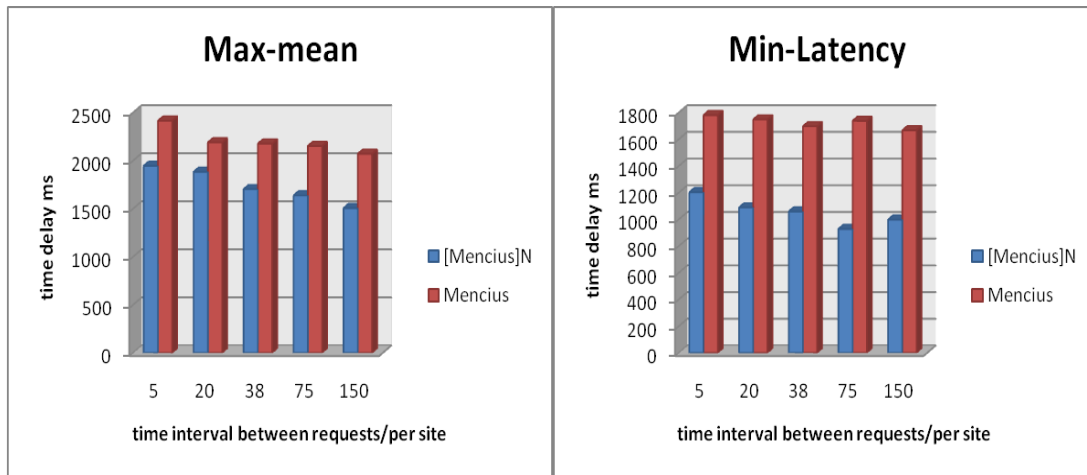 Max-mean
2500
2000
1500
1000
500
0
time delay ms
5 20 38 75 150
time interval between requests/per site
[Mencius]N
Mencius
Min-Latency
1800
1600
1400
1200
1000
800
600
400
200
0
time delay ms
5 20 38 75 150
time interval between requests/per site
[Mencius]N
Mencius